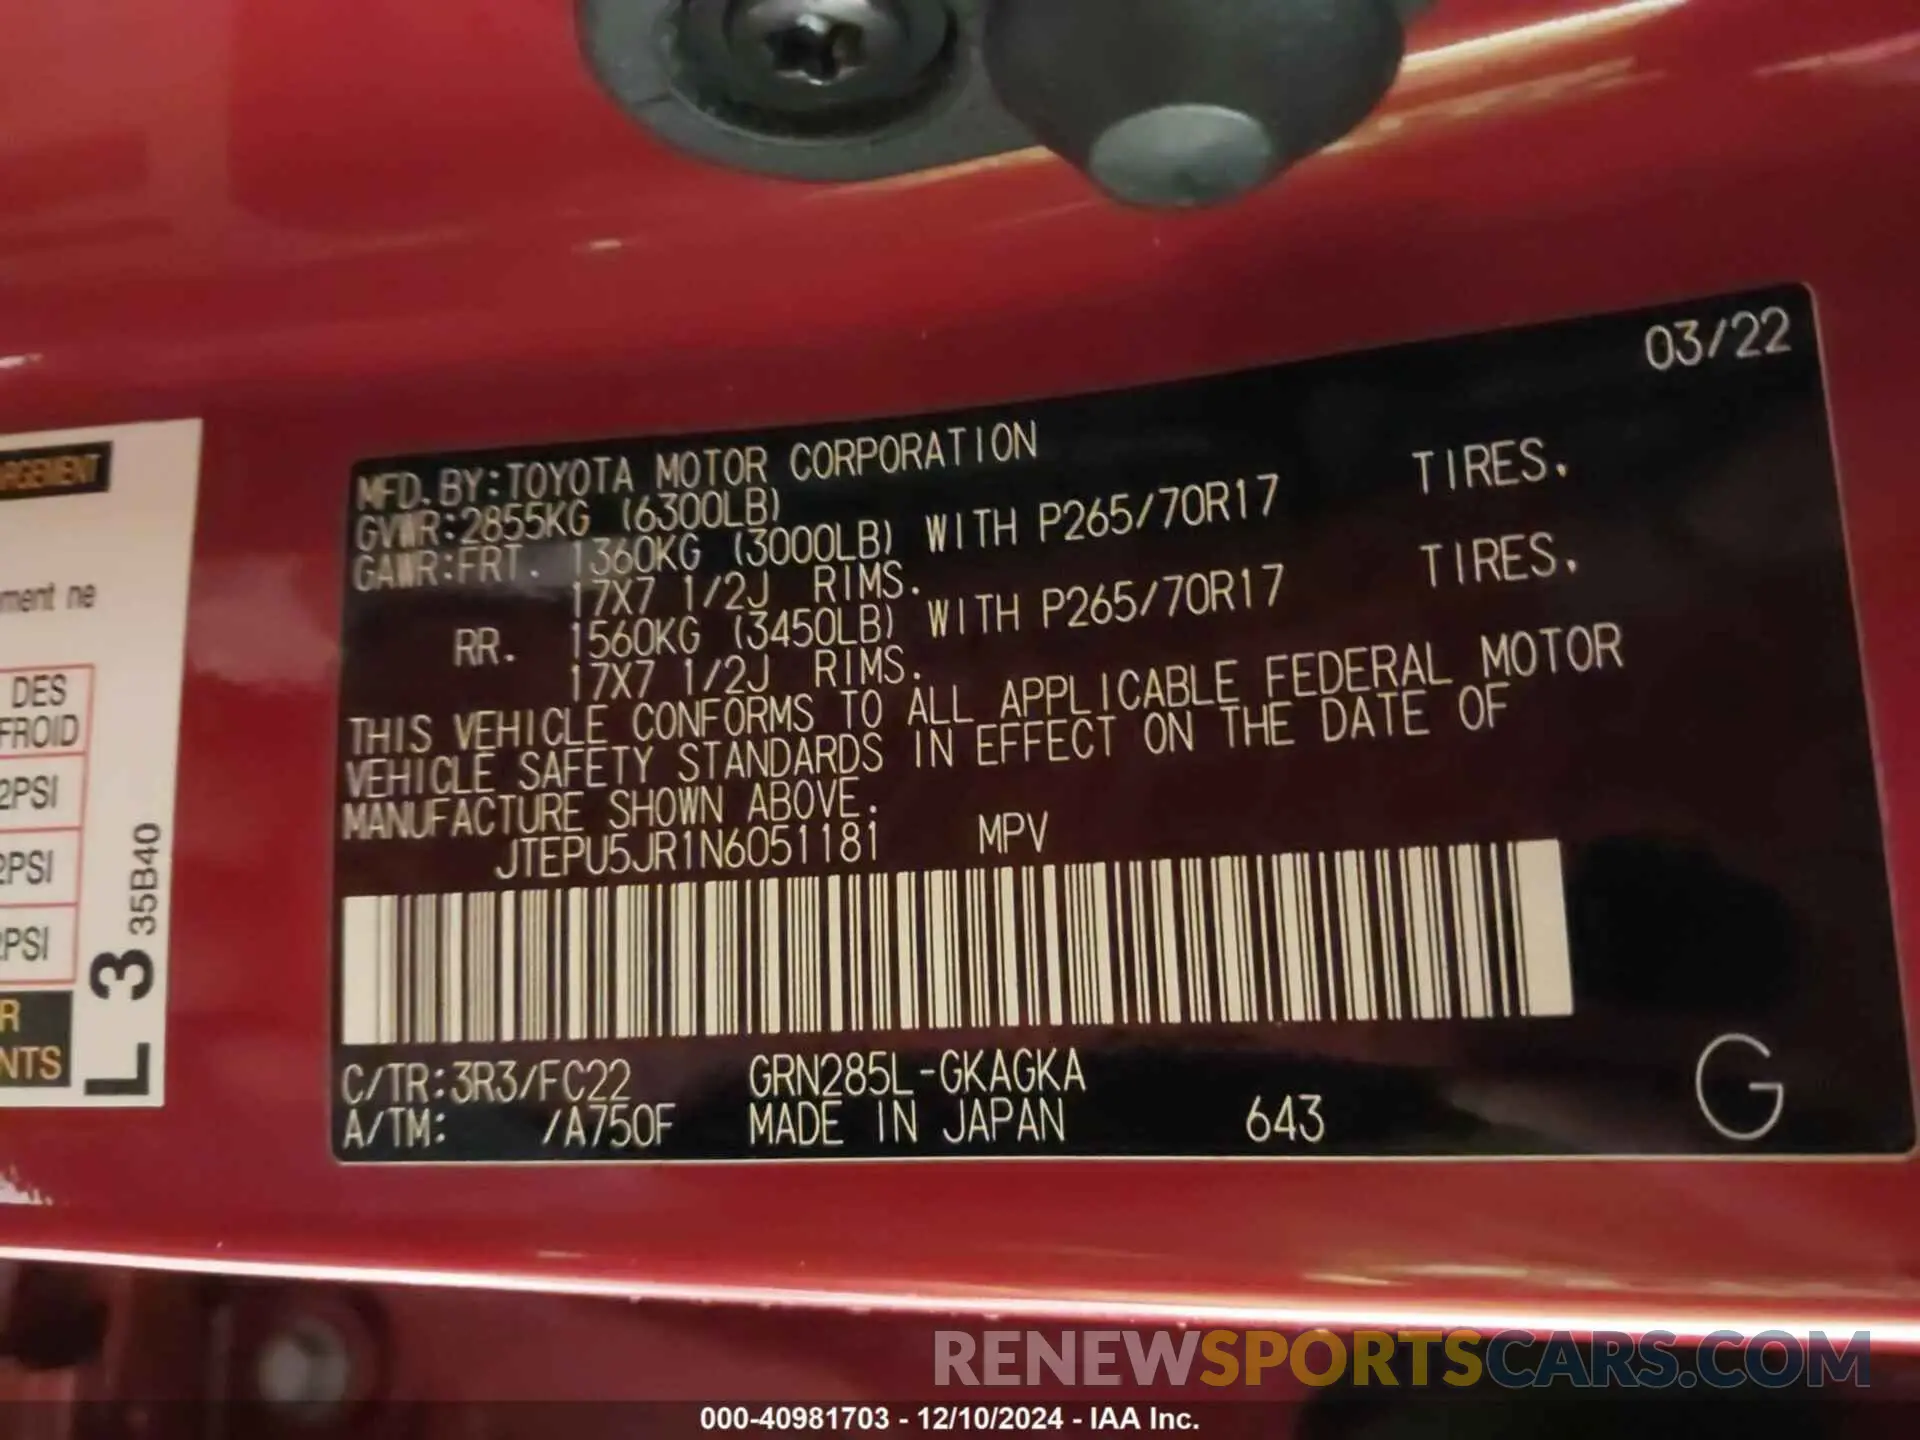 03/22
MFD. BY:TOYOTA MOTOR CORPORATION
GVWR:2855KG (6300LB)
GAWR:FRT. 1360KG (3000LB) WITH P265/70R17 TIRES.
17X7 1/2J RIMS.
RR. 1560KG (3450LB) WITH P265/70R17 TIRES,
17X7 1/2J RIMS.
THIS VEHICLE CONFORMS TO ALL APPLICABLE FEDERAL MOTOR
VEHICLE SAFETY STANDARDS IN EFFECT ON THE DATE OF
MANUFACTURE SHOWN ABOVE.
JTEPU5JR1N6051181 MPV
C/TR:3R3/FC22 GRN285L-GKAGKA
A/TM: /A750F MADE IN JAPAN 643
G
ne
DES
FROID
2PSI
2PSI
2PSI
L 3 35B40
RENEWSPORTSCARS.COM
000-40981703 - 12/10/2024 - IAA Inc.